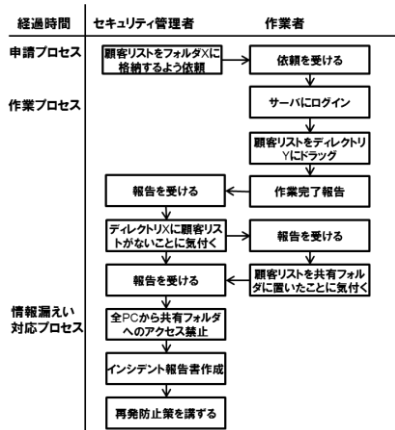 経過時間
セキュリティ管理者
作業者
申請プロセス
顧客リストをフォルダXに
格納するよう依頼
依頼を受ける
作業プロセス
サーバにログイン
顧客リストをディレクトリ
Yにドラッグ
報告を受ける
作業完了報告
ディレクトリXに顧客リス
トがないことに気付く
報告を受ける
報告を受ける
顧客リストを共有フォル
ダに置いたことに気付く
情報漏えい
対応プロセス
全PCから共有フォルダ
へのアクセス禁止
インシデント報告書作成
再発防止策を講ずる